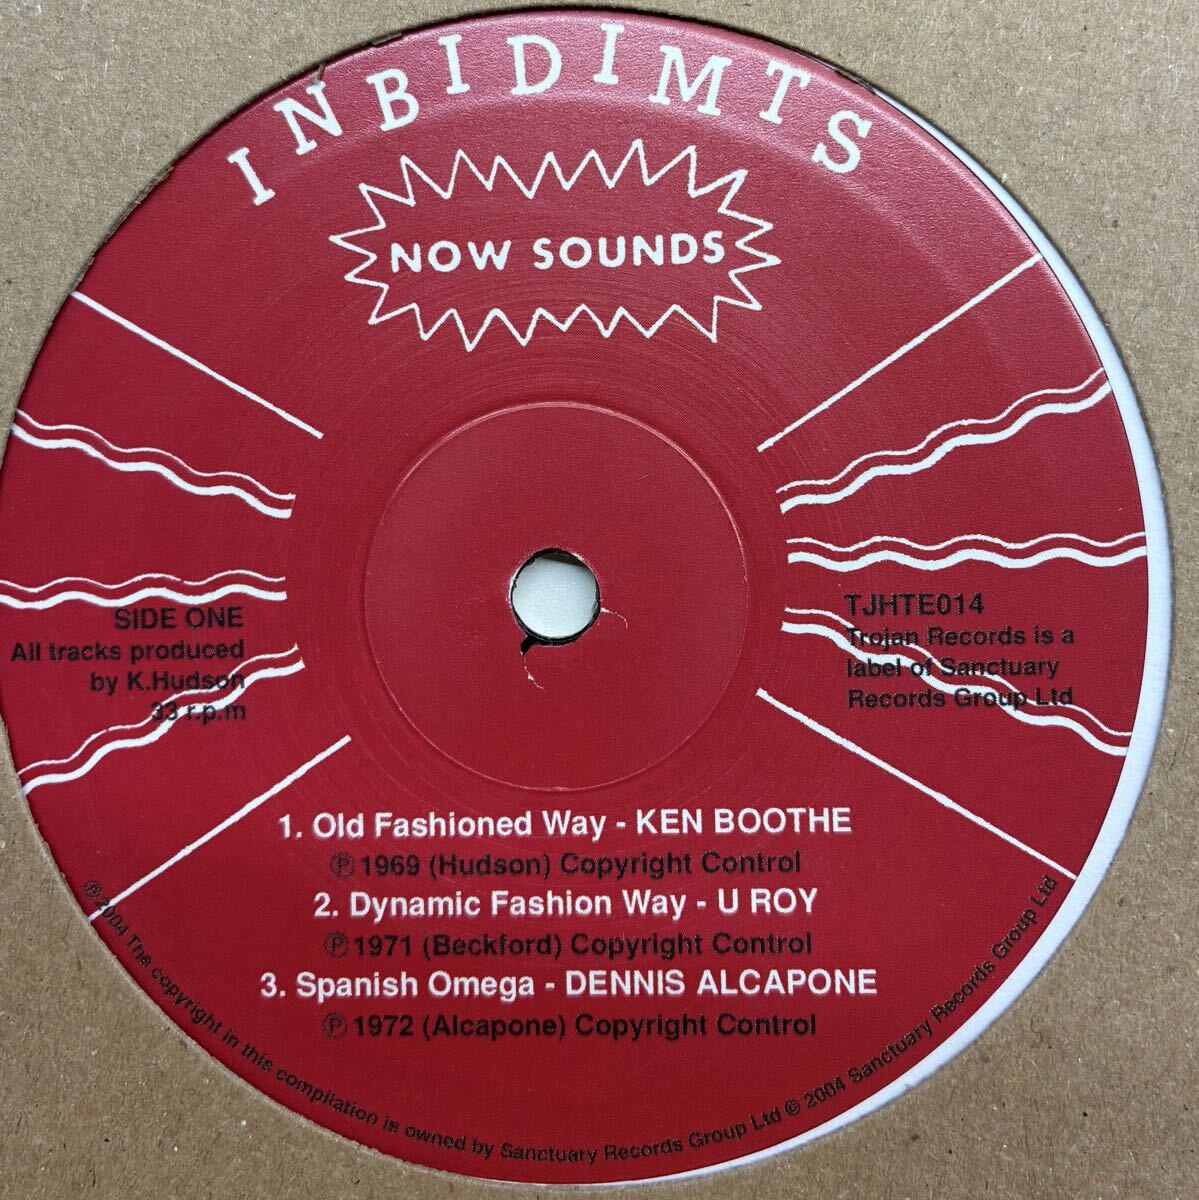 INBIDIMTS
NOW SOUNDS
SIDE ONE
All tracks produced
by K.Hudson
33 r.p.m
TJHTE014
Trojan Records is a
label of Sanctuary
Records Group Ltd
1. Old Fashioned Way - KEN BOOTHE
℗ 1969 (Hudson) Copyright Control
2. Dynamic Fashion Way - U ROY
℗ 1971 (Beckford) Copyright Control
3. Spanish Omega - DENNIS ALCAPONE
℗ 1972 (Alcapone) Copyright Control
℗ 2004 The copyright in this compilation is owned by Sanctuary Records Group Ltd © 2004 Sanctuary Records Group Ltd